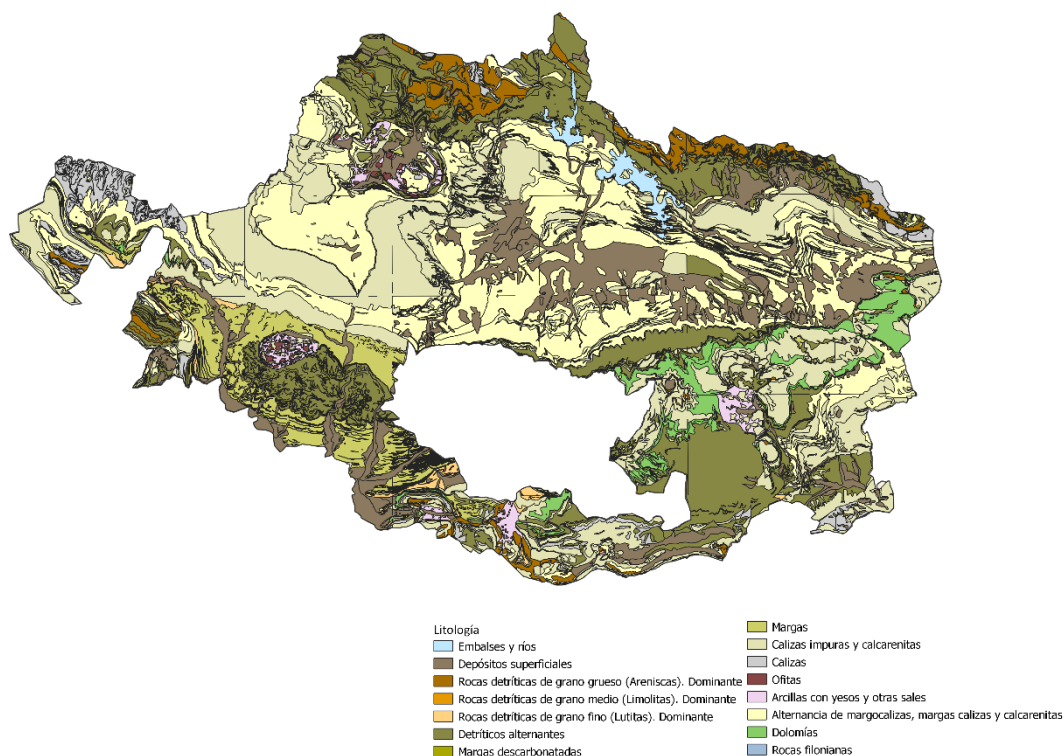 Litología
Embalses y ríos
Depósitos superficiales
Rocas detríticas de grano grueso (Areniscas). Dominante
Rocas detríticas de grano medio (Limolitas). Dominante
Rocas detríticas de grano fino (Lutitas). Dominante
Detríticos alternantes
Margas descarbonatadas
Margas
Calizas impuras y calcarenitas
Calizas
Ofitas
Arcillas con yesos y otras sales
Alternancia de margocalizas, margas calizas y calcarenitas
Dolomías
Rocas filonianas